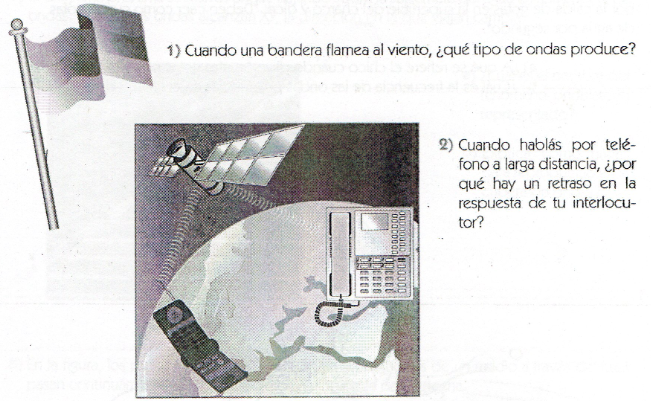 1) Cuando una bandera flamea al viento, ¿qué tipo de ondas produce?
2) Cuando hablás por telé-
fono a larga distancia, ¿por
qué hay un retraso en la
respuesta de tu interlocu-
tor?